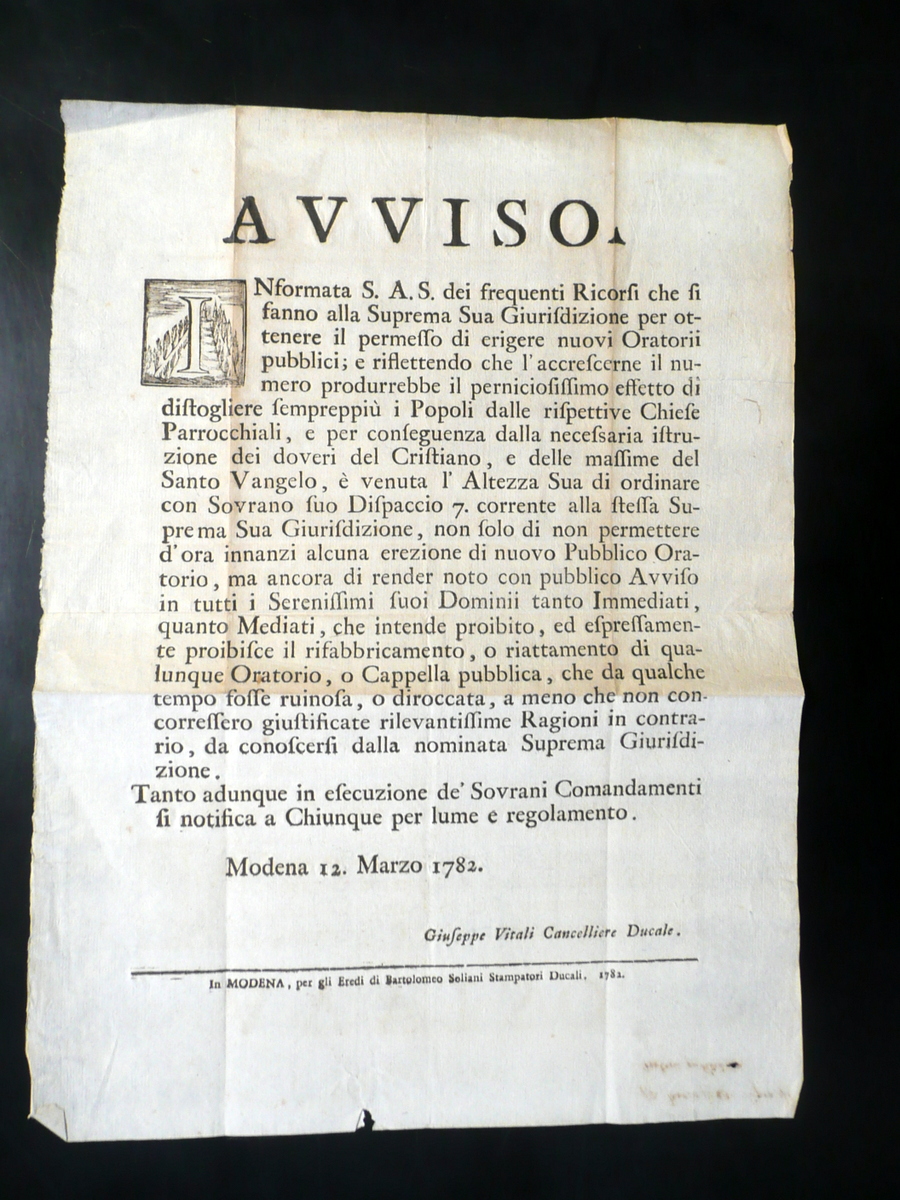 AVVISO.
INformata S. A. S. dei frequenti Ricorſi che ſi
fanno alla Suprema Sua Giuriſdizione per ot-
tenere il permeſſo di erigere nuovi Oratorii
pubblici; e riflettendo che l'accreſcerne il nu-
mero produrrebbe il pernicioſiſſimo effetto di
diſtogliere ſempreppiù i Popoli dalle riſpettive Chieſe
Parrocchiali, e per conſeguenza dalla neceſsaria iſtru-
zione dei doveri del Criſtiano, e delle maſſime del
Santo Vangelo, è venuta l' Altezza Sua di ordinare
con Sovrano ſuo Diſpaccio 7. corrente alla ſteſſa Su-
prema Sua Giuriſdizione, non ſolo di non permettere
d'ora innanzi alcuna erezione di nuovo Pubblico Ora-
torio, ma ancora di render noto con pubblico Avviſo
in tutti i Sereniſſimi ſuoi Dominii tanto Immediati,
quanto Mediati, che intende proibito, ed eſpreſſamen-
te proibiſce il rifabbricamento, o riattamento di qua-
lunque Oratorio, o Cappella pubblica, che da qualche
tempo foſſe ruinoſa, o diroccata, a meno che non con-
correſſero giuſtificate rilevantiſſime Ragioni in contra-
rio, da conoſcerſi dalla nominata Suprema Giuriſdi-
zione.
Tanto adunque in eſecuzione de' Sovrani Comandamenti
ſi notifica a Chiunque per lume e regolamento.
Modena 12. Marzo 1782.
Giuſeppe Vitali Cancelliere Ducale.
In MODENA, per gli Eredi di Bartolomeo Soliani Stampatori Ducali. 1782.